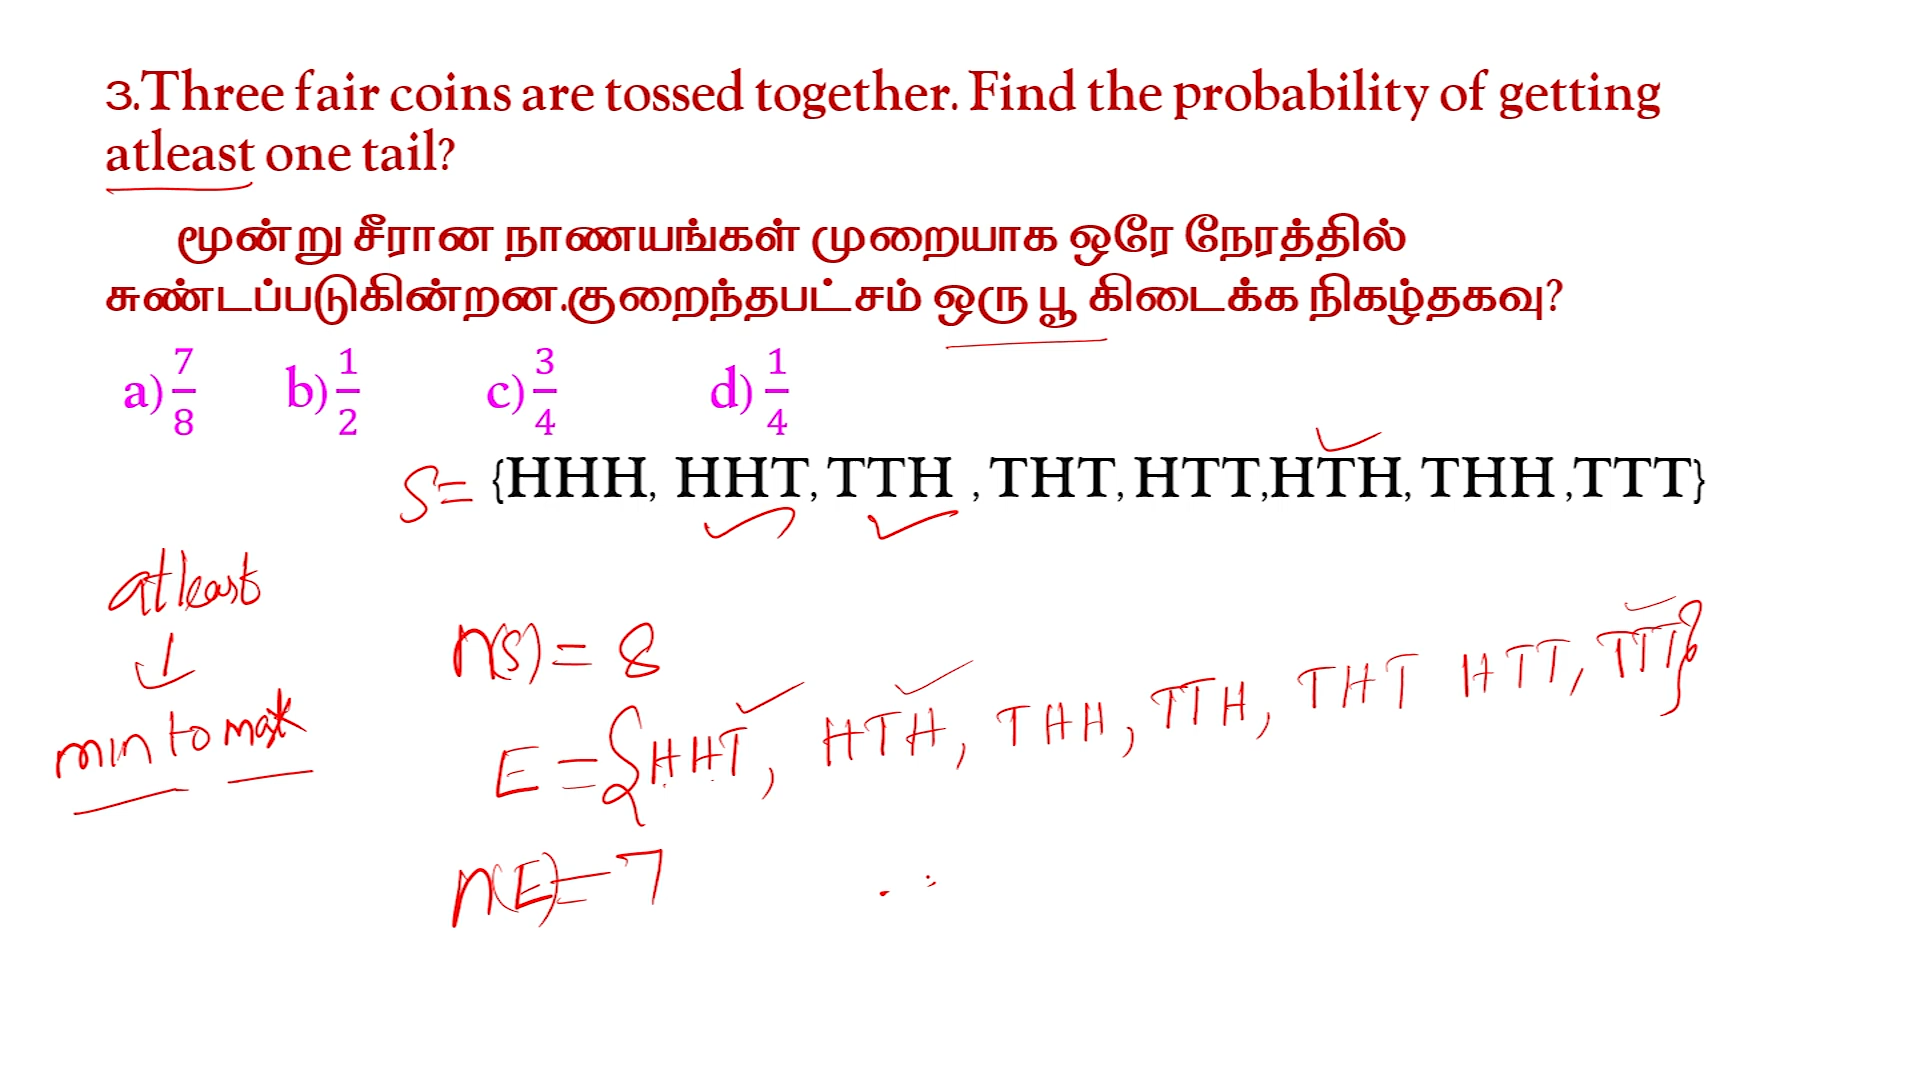 3.Three fair coins are tossed together. Find the probability of getting
atleast one tail?
மூன்று சீரான நாணயங்கள் முறையாக ஒரே நேரத்தில்
சுண்டப்படுகின்றன.குறைந்தபட்சம் ஒரு பூ கிடைக்க நிகழ்தகவு?
a) 7/8 b) 1/2 c) 3/4 d) 1/4
S= {HHH, HHT, TTH , THT, HTT,HTH, THH ,TTT}
atleast
min to max
n(S) = 8
E = {HHT, HTH, THH, TTH, THT HTT, TTT}
n(E) = 7